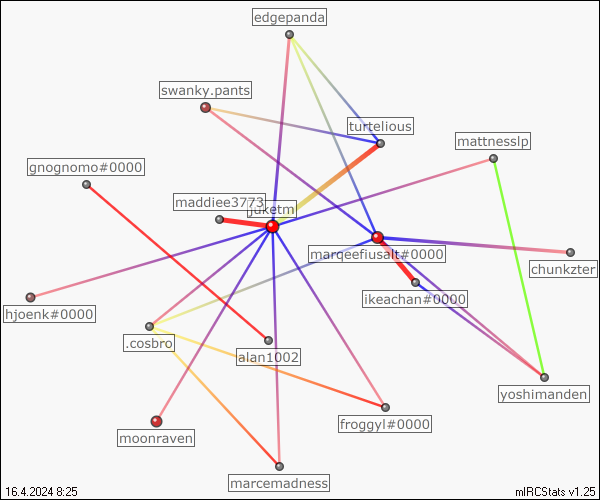 edgepanda
swanky.pants
turtelious
mattnesslp
gnognomo#0000
maddiee3773
juketm
marqeefiusalt#0000
chunkzter
ikeachan#0000
hjoenk#0000
.cosbro
alan1002
yoshimanden
froggyl#0000
moonraven
marcemadness
16.4.2024 8:25
mIRCStats v1.25